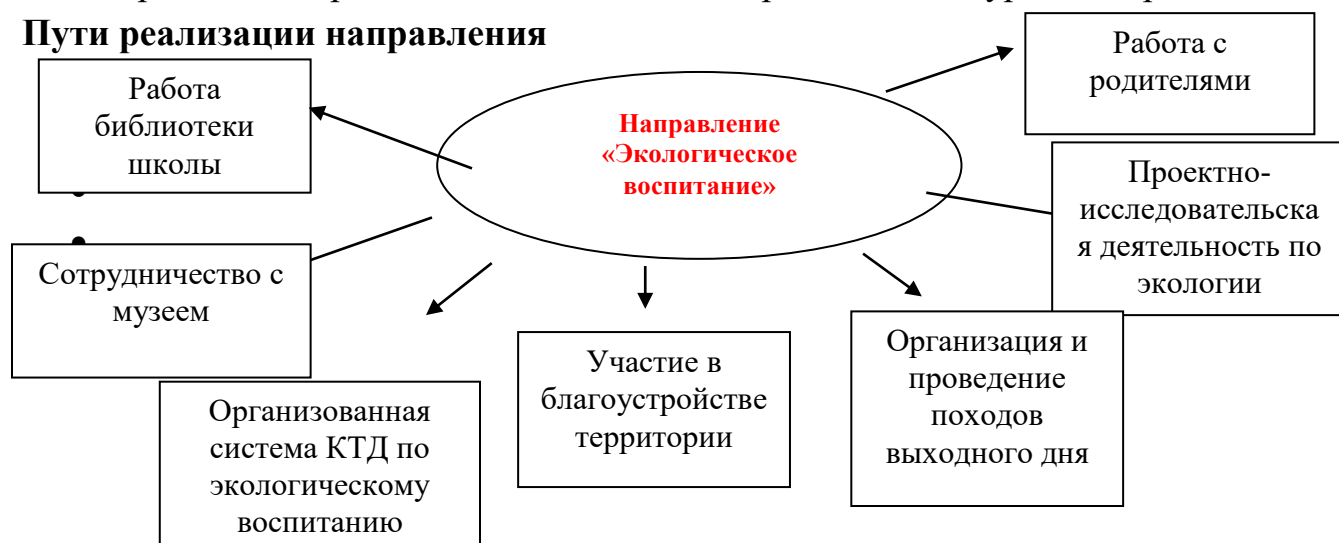 Пути реализации направления
Работа
библиотеки
школы
Направление
«Экологическое
воспитание»
Работа с
родителями
Проектно-
исследовательска
я деятельность по
экологии
Сотрудничество с
музеем
Организованная
система КТД по
экологическому
воспитанию
Участие в
благоустройстве
территории
Организация и
проведение
походов
выходного дня